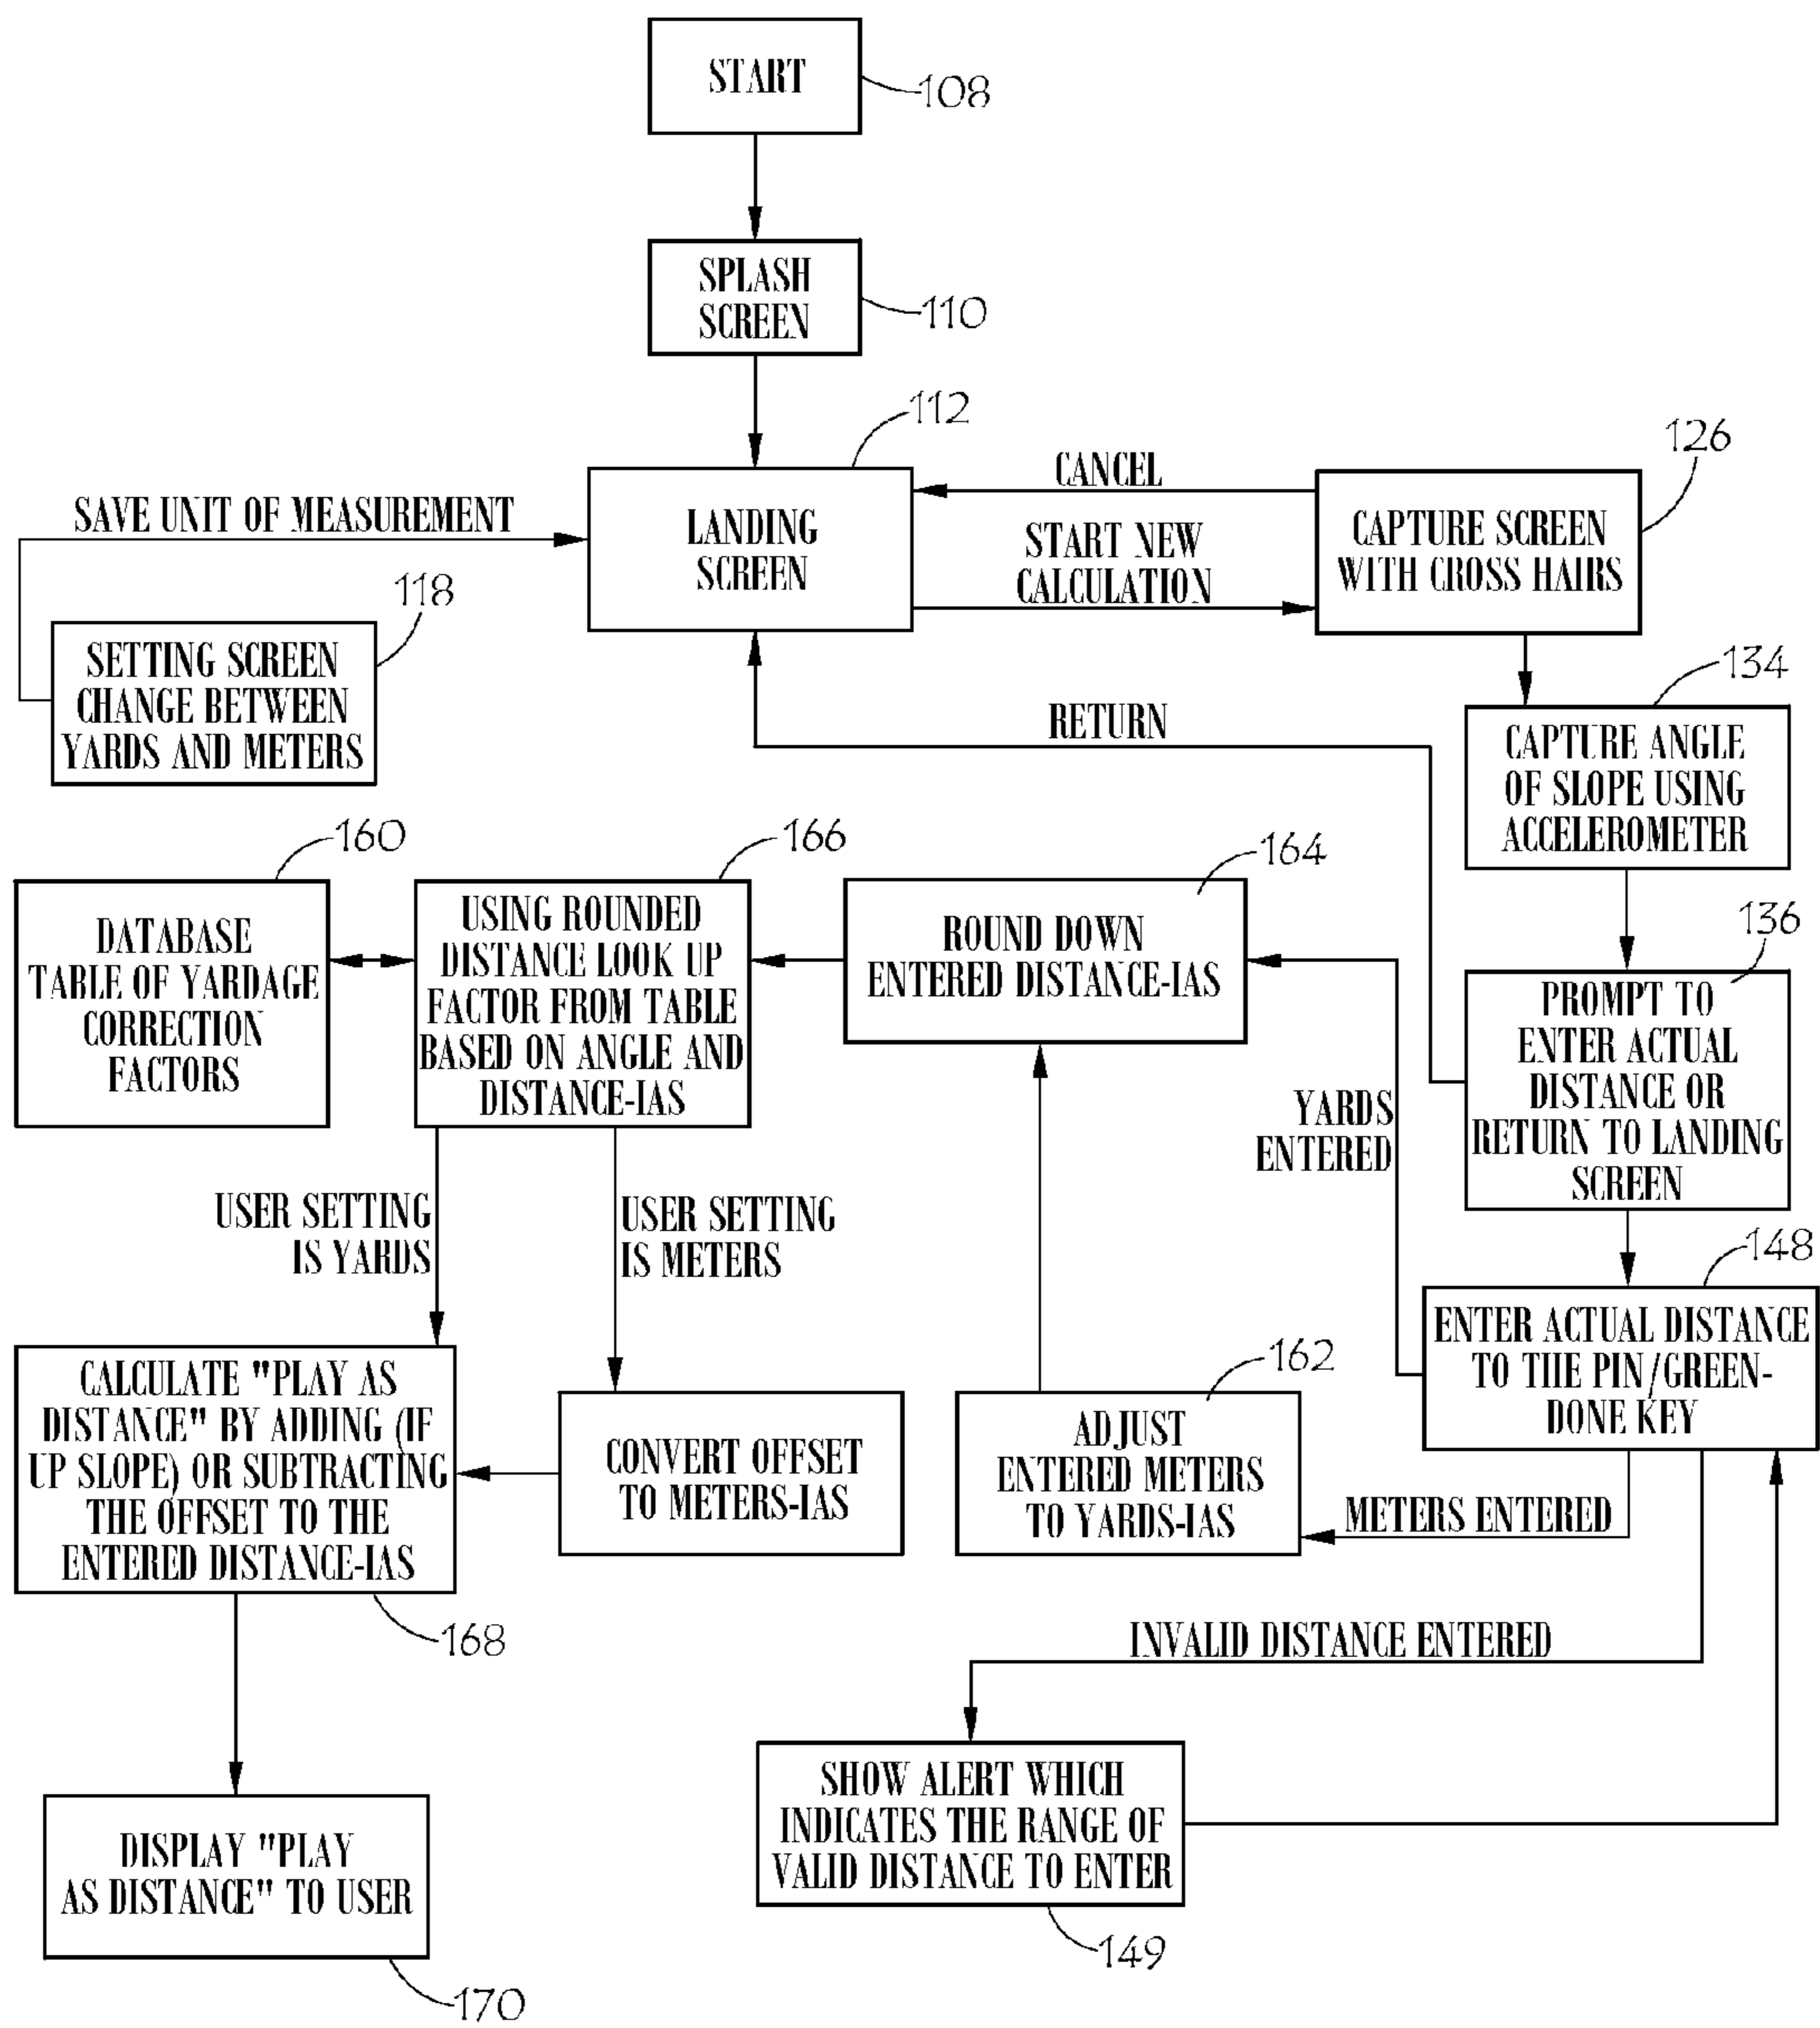 START
108
SPLASH
SCREEN
110
112
LANDING
SCREEN
CANCEL
START NEW
CALCULATION
126
CAPTURE SCREEN
WITH CROSS HAIRS
SAVE UNIT OF MEASUREMENT
118
SETTING SCREEN
CHANGE BETWEEN
YARDS AND METERS
RETURN
134
CAPTURE ANGLE
OF SLOPE USING
ACCELEROMETER
160
DATABASE
TABLE OF YARDAGE
CORRECTION
FACTORS
166
USING ROUNDED
DISTANCE LOOK UP
FACTOR FROM TABLE
BASED ON ANGLE AND
DISTANCE-IAS
164
ROUND DOWN
ENTERED DISTANCE-IAS
136
PROMPT TO
ENTER ACTUAL
DISTANCE OR
RETURN TO LANDING
SCREEN
YARDS
ENTERED
USER SETTING
IS YARDS
USER SETTING
IS METERS
148
ENTER ACTUAL DISTANCE
TO THE PIN/GREEN-
DONE KEY
CALCULATE "PLAY AS
DISTANCE" BY ADDING (IF
UP SLOPE) OR SUBTRACTING
THE OFFSET TO THE
ENTERED DISTANCE-IAS
168
CONVERT OFFSET
TO METERS-IAS
162
ADJUST
ENTERED METERS
TO YARDS-IAS
METERS ENTERED
INVALID DISTANCE ENTERED
SHOW ALERT WHICH
INDICATES THE RANGE OF
VALID DISTANCE TO ENTER
149
DISPLAY "PLAY
AS DISTANCE" TO USER
170